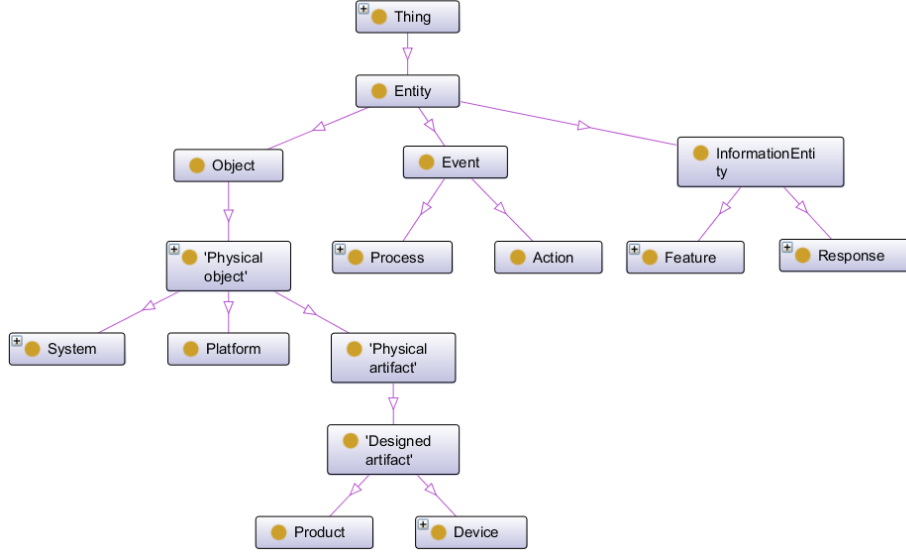 Thing
Entity
Object
Event
InformationEnti
ty
'Physical
object'
Process
Action
Feature
Response
System
Platform
'Physical
artifact'
'Designed
artifact'
Product
Device